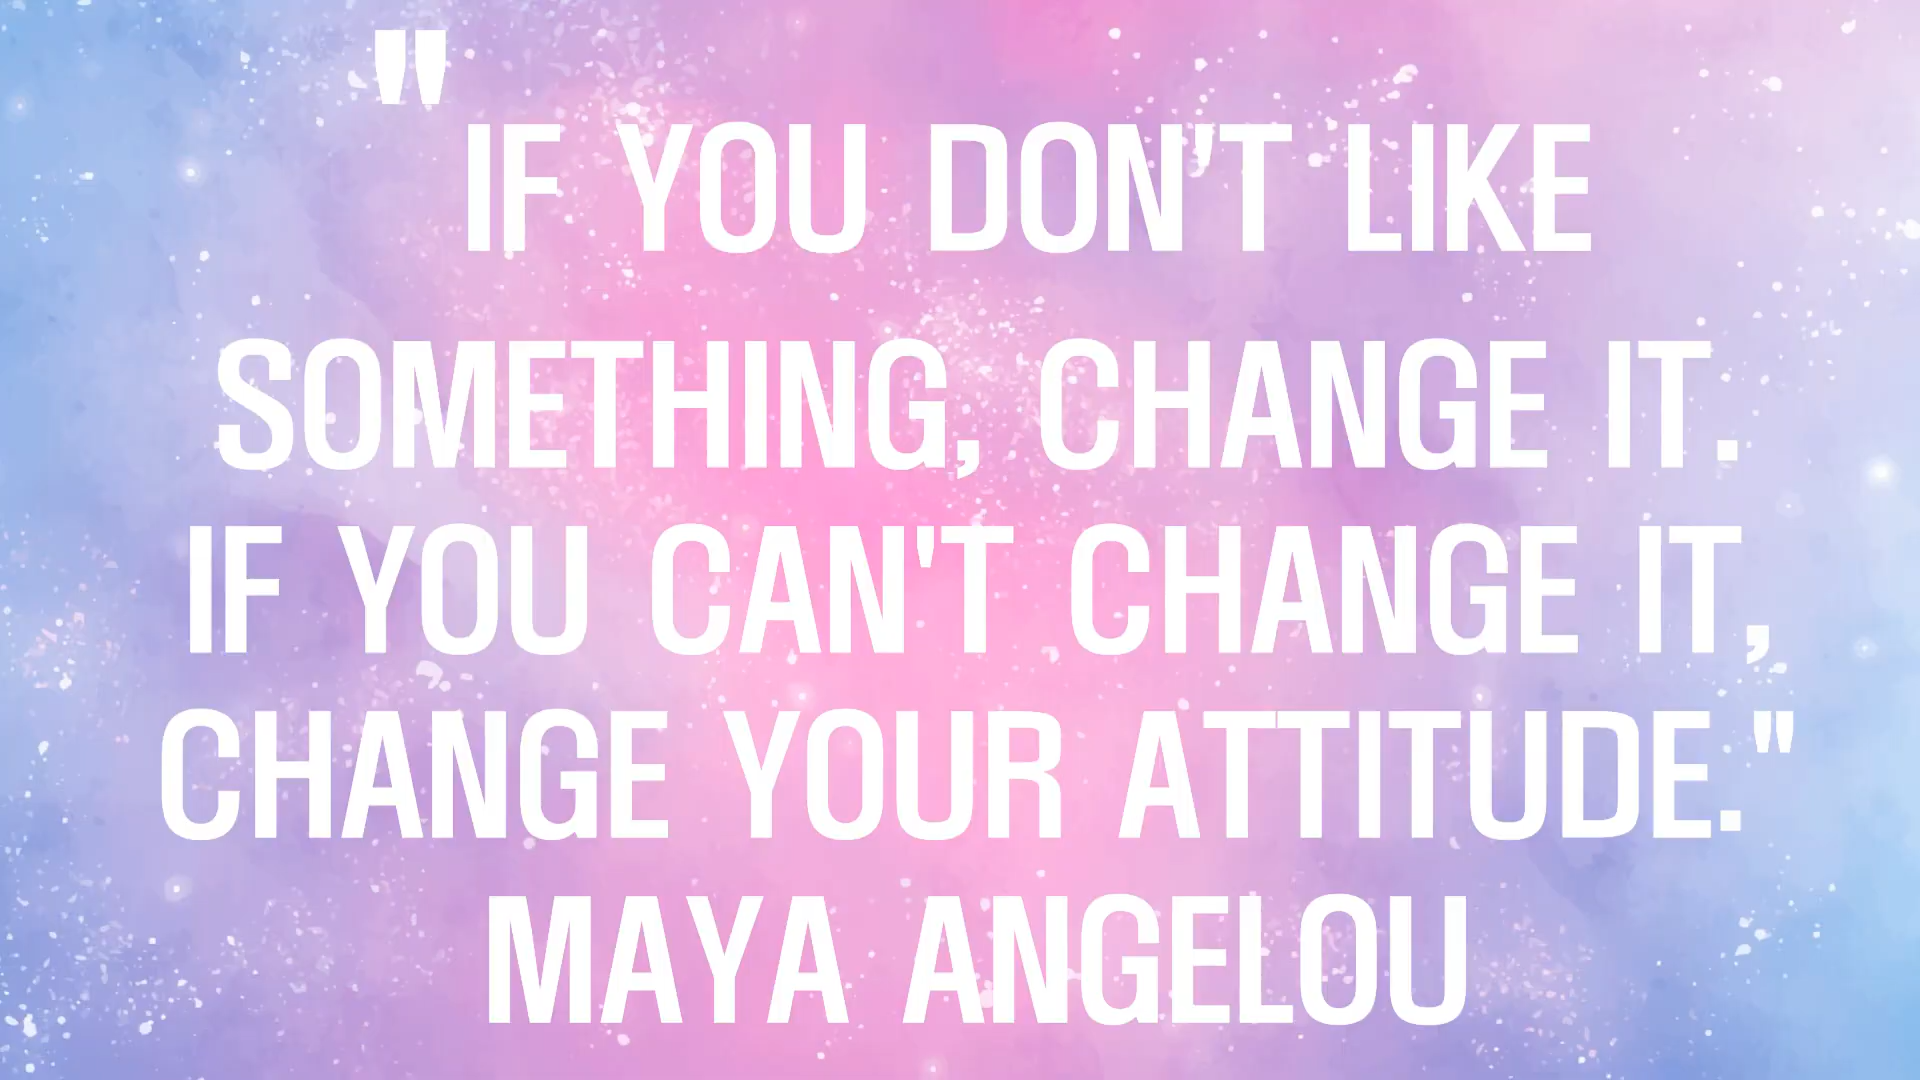 "IF YOU DON'T LIKE
SOMETHING, CHANGE IT.
IF YOU CAN'T CHANGE IT,
CHANGE YOUR ATTITUDE."
MAYA ANGELOU